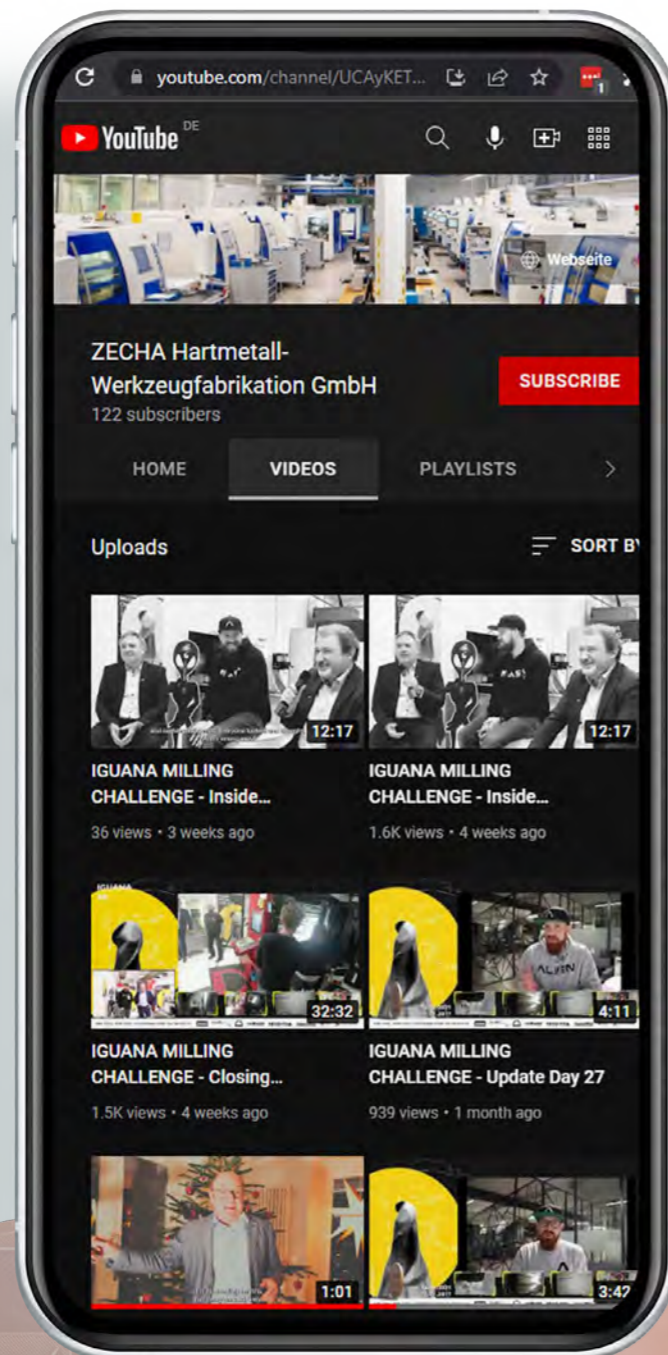 youtube.com/channel/UCAyKET...
1
YouTube DE
Webseite
ZECHA Hartmetall-
Werkzeugfabrikation GmbH
122 subscribers
SUBSCRIBE
HOME VIDEOS PLAYLISTS
Uploads
SORT BY
12:17
12:17
IGUANA MILLING
CHALLENGE - Inside...
36 views • 3 weeks ago
IGUANA MILLING
CHALLENGE - Inside...
1.6K views • 4 weeks ago
IGUANA
32:32
4:11
IGUANA MILLING
CHALLENGE - Closing...
1.5K views • 4 weeks ago
IGUANA MILLING
CHALLENGE - Update Day 27
939 views • 1 month ago
1:01
3:42